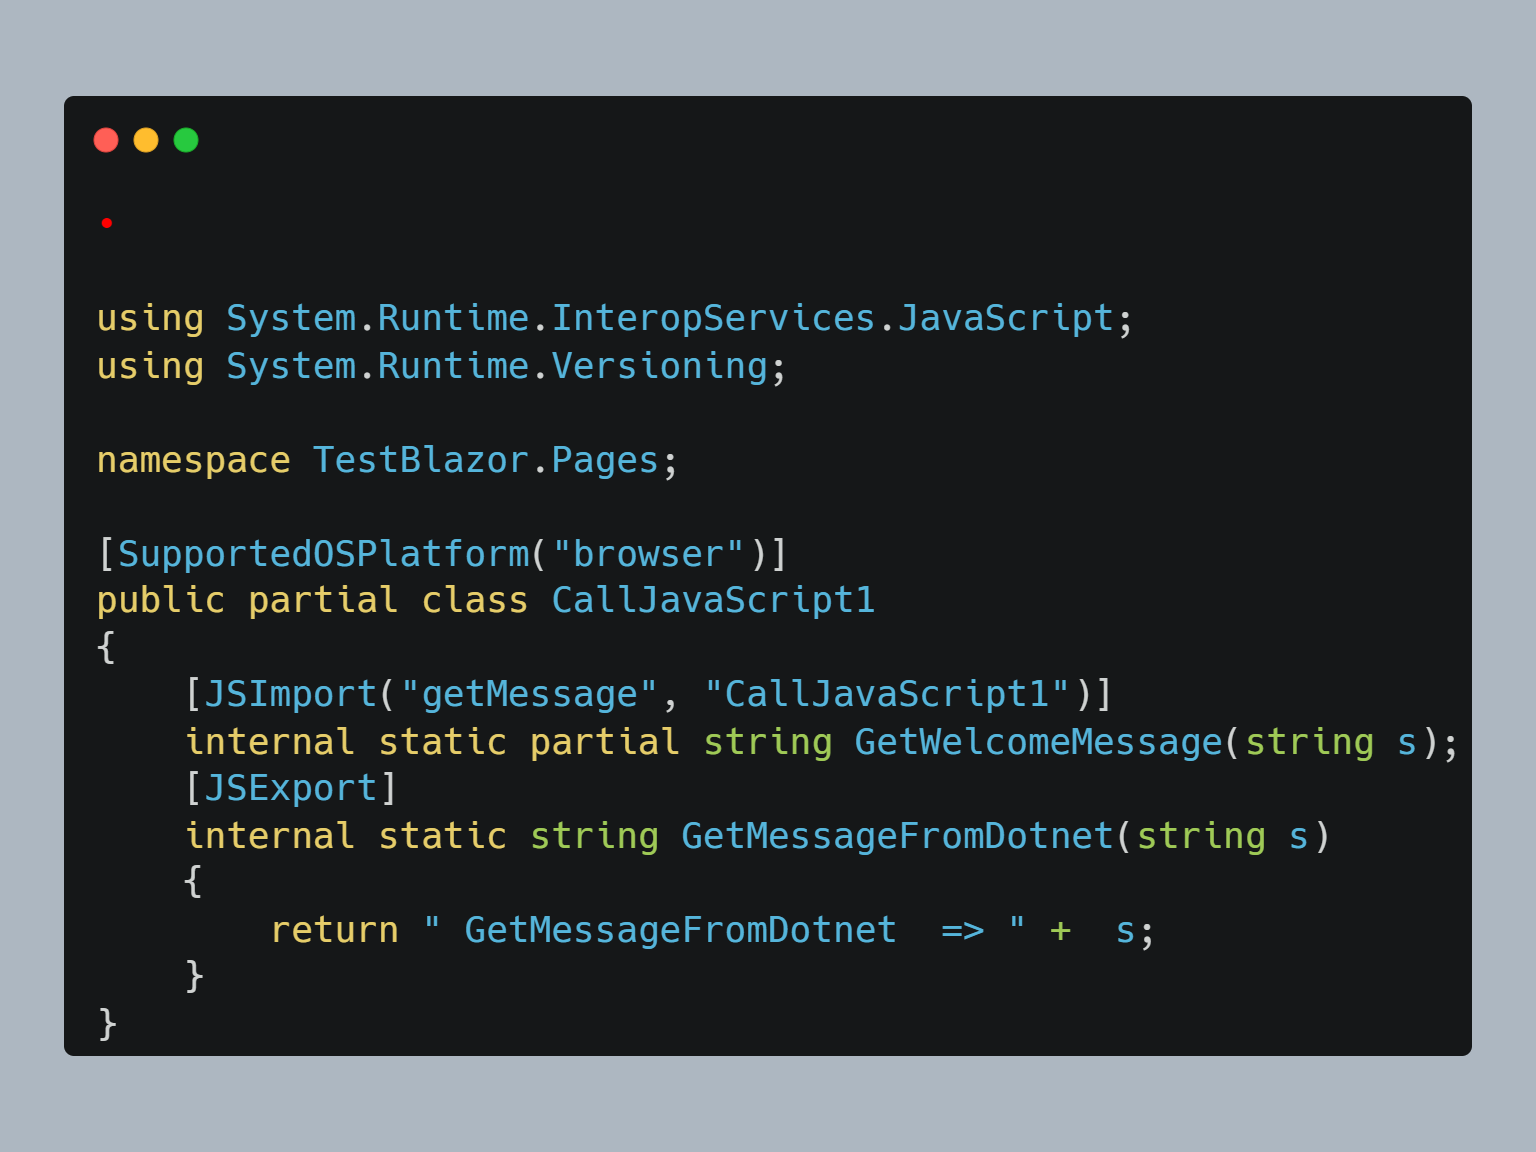 using System.Runtime.InteropServices.JavaScript;
using System.Runtime.Versioning;
namespace TestBlazor.Pages;
[SupportedOSPlatform("browser")]
public partial class CallJavaScript1
{
    [JSImport("getMessage", "CallJavaScript1")]
    internal static partial string GetWelcomeMessage(string s);
    [JSExport]
    internal static string GetMessageFromDotnet(string s)
    {
        return " GetMessageFromDotnet  => " +  s;
    }
}